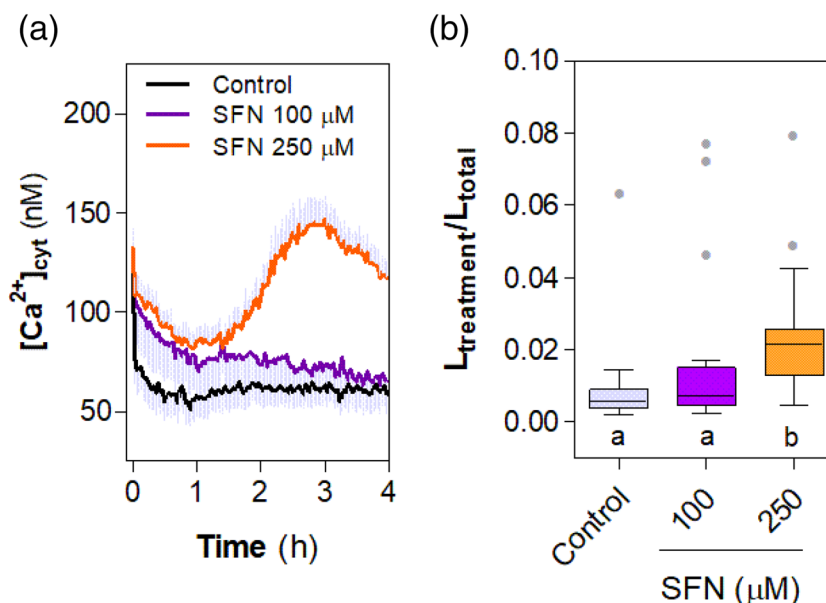 (a)
Control
SFN 100 μM
SFN 250 μM
200
150
100
50
[Ca²⁺]cyt (nM)
0 1 2 3 4
Time (h)
(b)
0.10
0.08
0.06
0.04
0.02
0.00
Ltreatment/Ltotal
a a b
Control 100 250
SFN (μM)